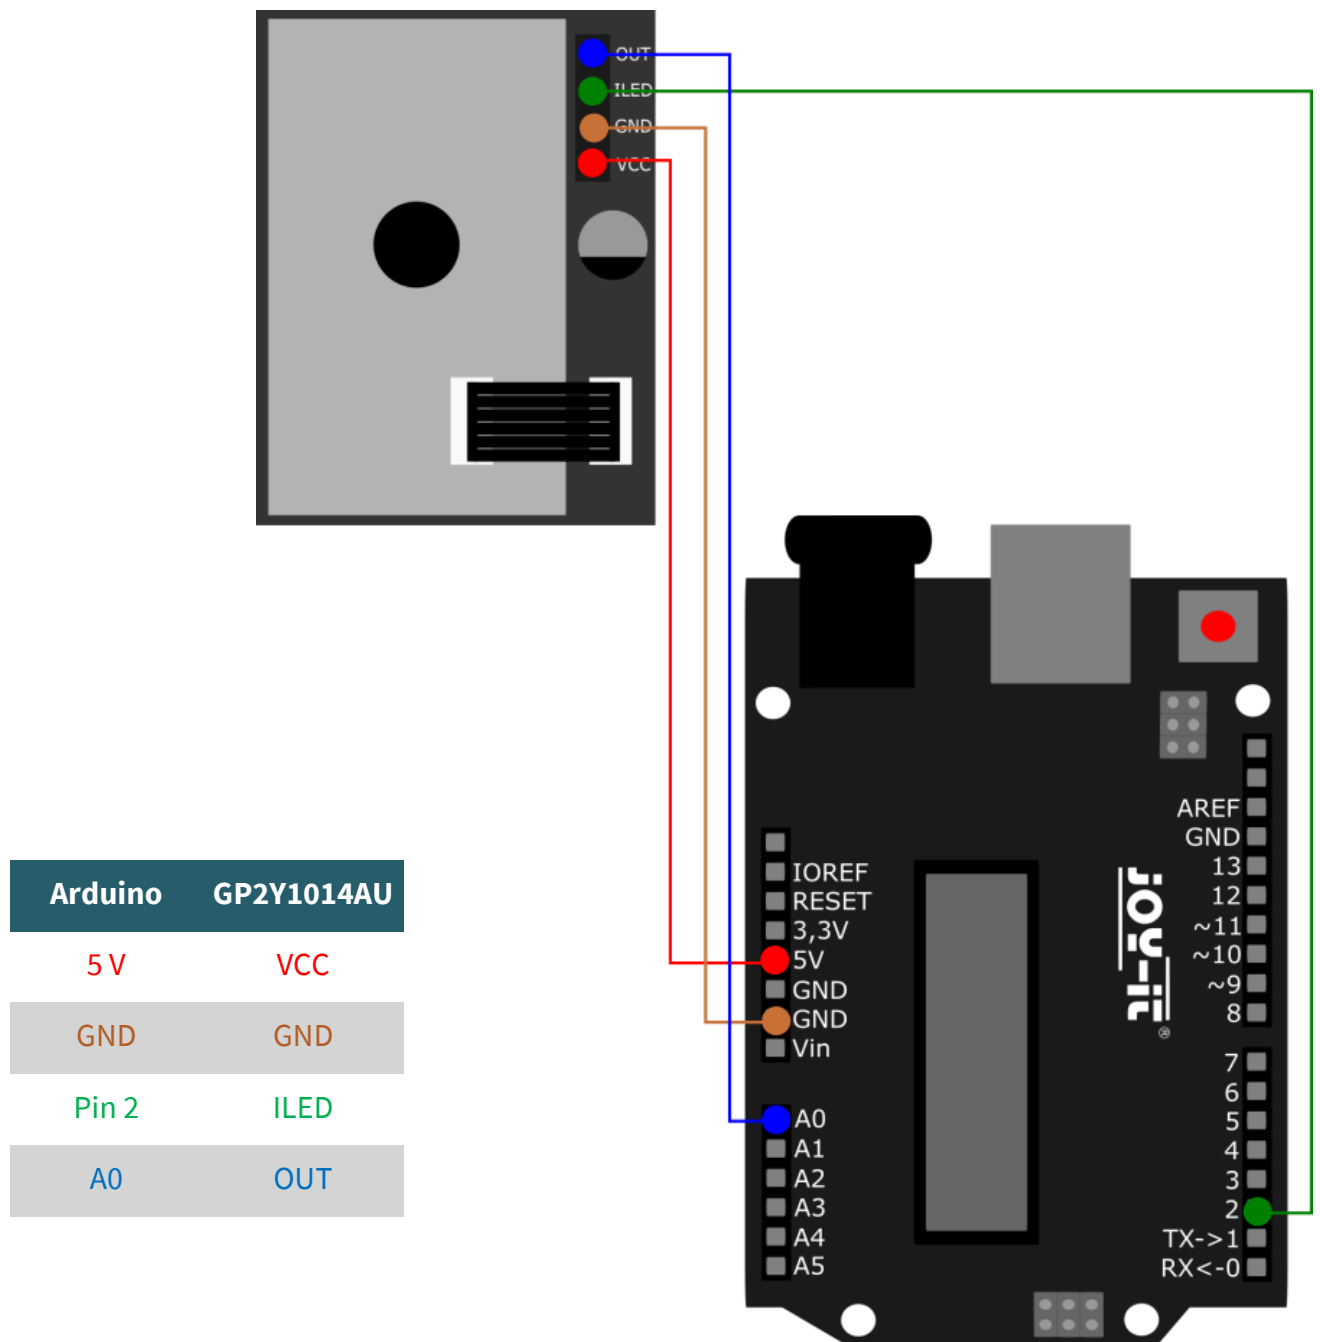 OUT
ILED
GND
VCC
IOREF
RESET
3,3V
5V
GND
GND
Vin
A0
A1
A2
A3
A4
A5
AREF
GND
13
12
~11
~10
~9
8
7
6
5
4
3
2
TX->1
RX<-0
JOY-iT
®
Arduino GP2Y1014AU
5 V VCC
GND GND
Pin 2 ILED
A0 OUT